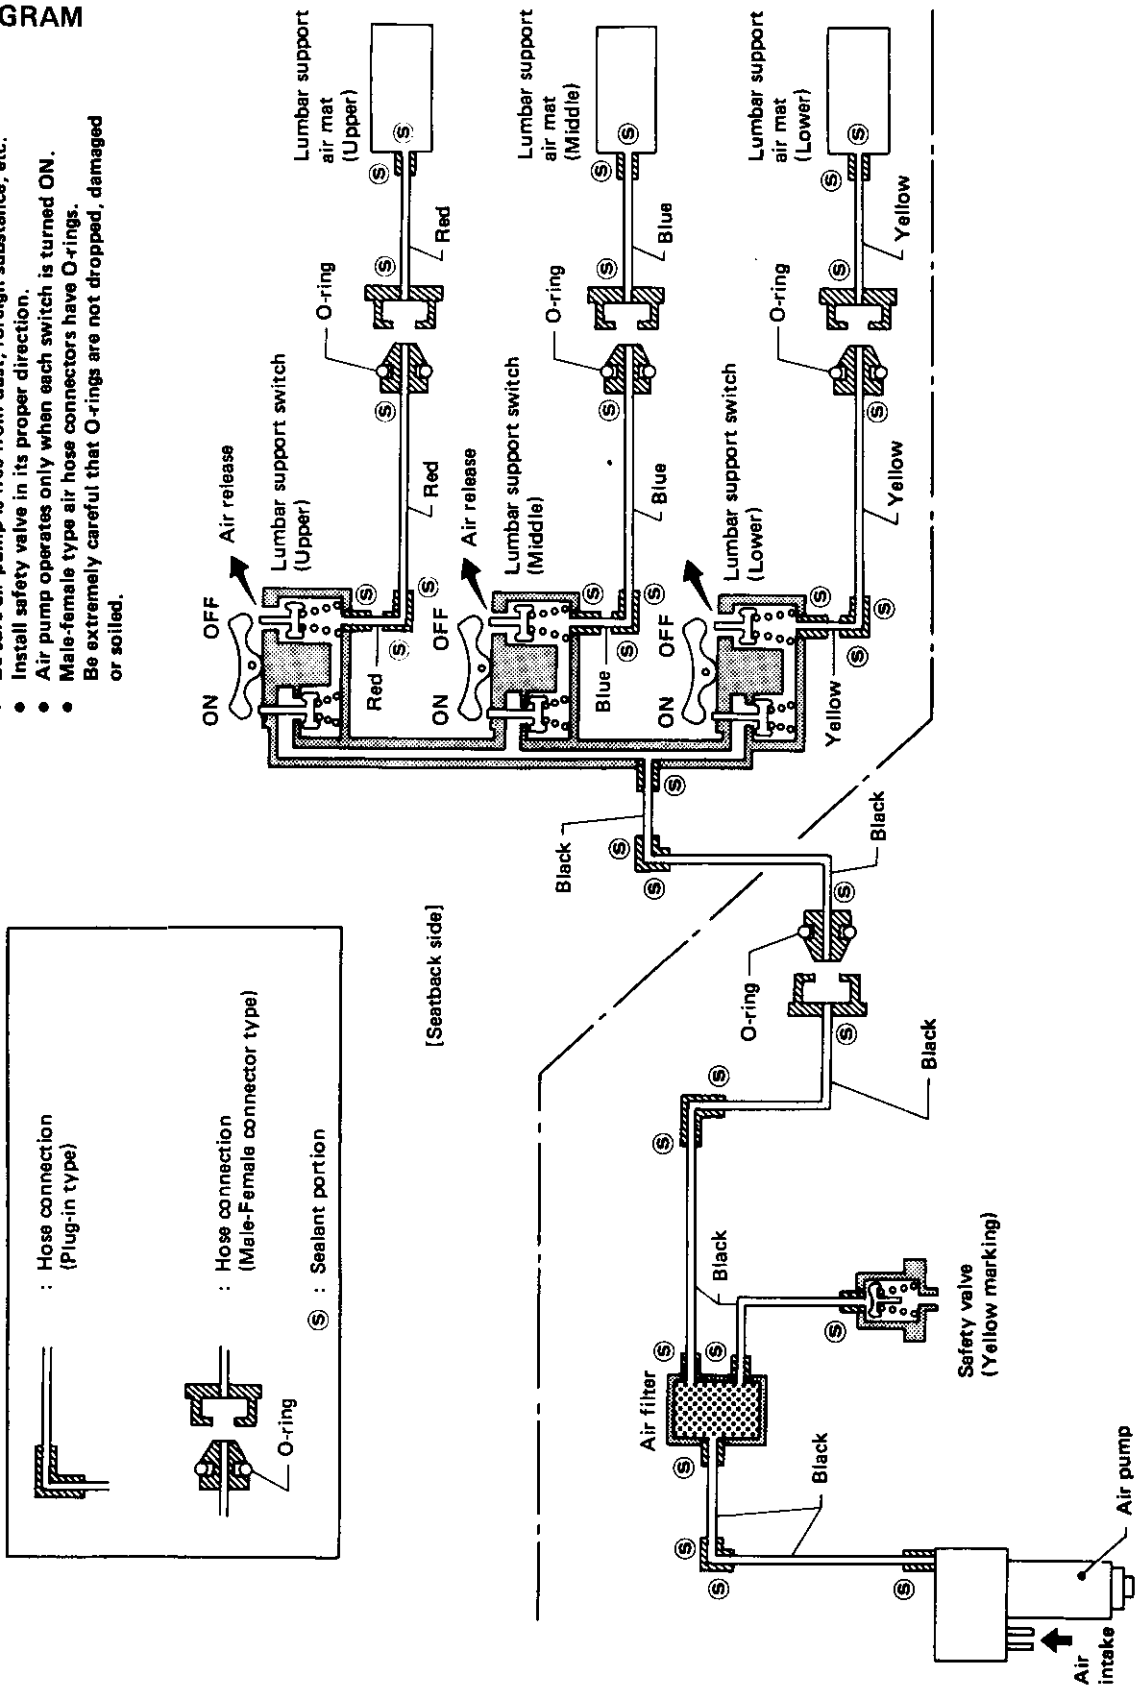 GRAM
● Install safety valve in its proper direction.
● Air pump operates only when each switch is turned ON.
● Male-female type air hose connectors have O-rings.
Be extremely careful that O-rings are not dropped, damaged
or soiled.
: Hose connection
(Plug-in type)
: Hose connection
(Male-Female connector type)
O-ring
Ⓢ : Sealant portion
[Seatback side]
Lumbar support
air mat
(Upper)
Lumbar support
air mat
(Middle)
Lumbar support
air mat
(Lower)
Red
Blue
Yellow
O-ring
O-ring
O-ring
Air release
Lumbar support switch
(Upper)
Air release
Lumbar support switch
(Middle)
Lumbar support switch
(Lower)
ON OFF
ON OFF
ON OFF
Red
Red
Blue
Blue
Yellow
Yellow
Black
Black
O-ring
Black
Black
Air filter
Black
Safety valve
(Yellow marking)
Air pump
Air
intake